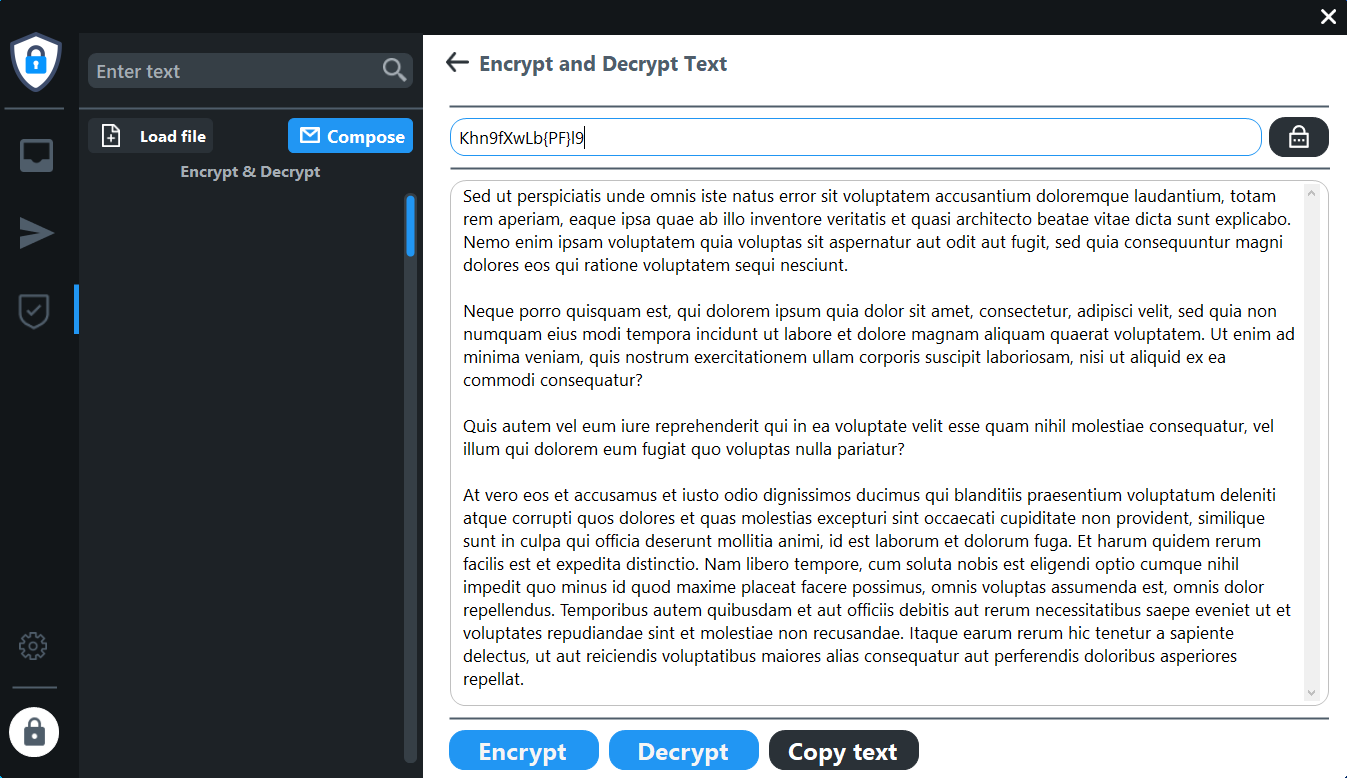 Enter text
Load file
Compose
Encrypt & Decrypt
Encrypt and Decrypt Text
Khn9fXwLb{PF}l9
Sed ut perspiciatis unde omnis iste natus error sit voluptatem accusantium doloremque laudantium, totam
rem aperiam, eaque ipsa quae ab illo inventore veritatis et quasi architecto beatae vitae dicta sunt explicabo.
Nemo enim ipsam voluptatem quia voluptas sit aspernatur aut odit aut fugit, sed quia consequuntur magni
dolores eos qui ratione voluptatem sequi nesciunt.
Neque porro quisquam est, qui dolorem ipsum quia dolor sit amet, consectetur, adipisci velit, sed quia non
numquam eius modi tempora incidunt ut labore et dolore magnam aliquam quaerat voluptatem. Ut enim ad
minima veniam, quis nostrum exercitationem ullam corporis suscipit laboriosam, nisi ut aliquid ex ea
commodi consequatur?
Quis autem vel eum iure reprehenderit qui in ea voluptate velit esse quam nihil molestiae consequatur, vel
illum qui dolorem eum fugiat quo voluptas nulla pariatur?
At vero eos et accusamus et iusto odio dignissimos ducimus qui blanditiis praesentium voluptatum deleniti
atque corrupti quos dolores et quas molestias excepturi sint occaecati cupiditate non provident, similique
sunt in culpa qui officia deserunt mollitia animi, id est laborum et dolorum fuga. Et harum quidem rerum
facilis est et expedita distinctio. Nam libero tempore, cum soluta nobis est eligendi optio cumque nihil
impedit quo minus id quod maxime placeat facere possimus, omnis voluptas assumenda est, omnis dolor
repellendus. Temporibus autem quibusdam et aut officiis debitis aut rerum necessitatibus saepe eveniet ut et
voluptates repudiandae sint et molestiae non recusandae. Itaque earum rerum hic tenetur a sapiente
delectus, ut aut reiciendis voluptatibus maiores alias consequatur aut perferendis doloribus asperiores
repellat.
Encrypt
Decrypt
Copy text